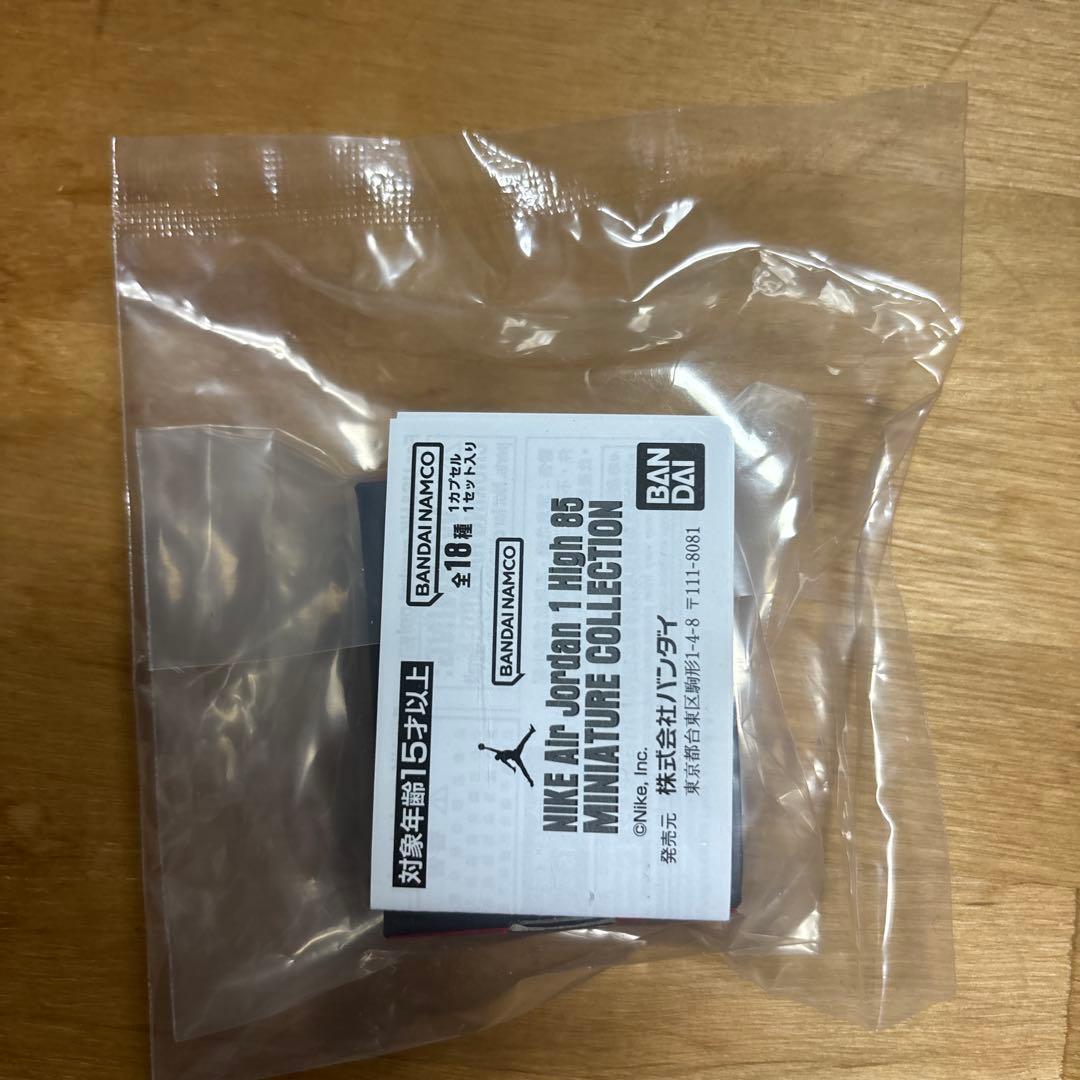 対象年齢15才以上
BANDAI NAMCO
全18種
1カプセル
1セット入り
BANDAI NAMCO
NIKE Air Jordan 1 High 85
MINIATURE COLLECTION
©Nike, Inc.
発売元 株式会社バンダイ
東京都台東区駒形1-4-8 〒111-8081
BAN
DAI